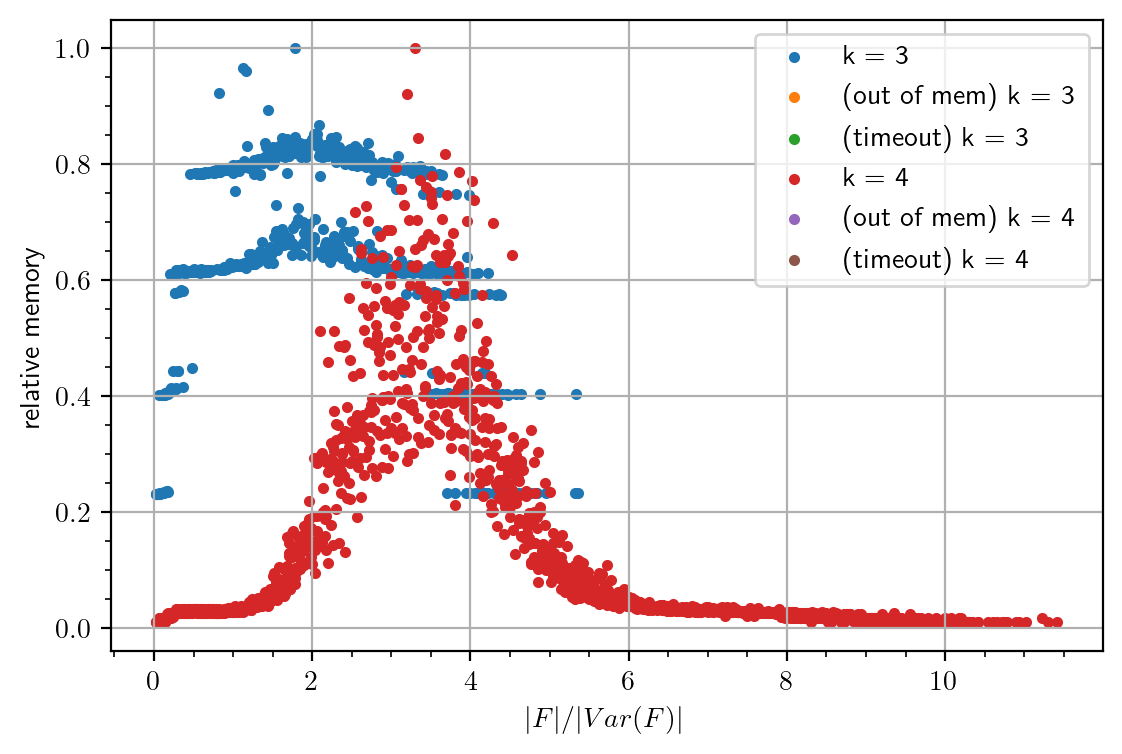 k = 3
(out of mem) k = 3
(timeout) k = 3
k = 4
(out of mem) k = 4
(timeout) k = 4
relative memory
1.0
0.8
0.6
0.4
0.2
0.0
0 2 4 6 8 10
|F|/|Var(F)|